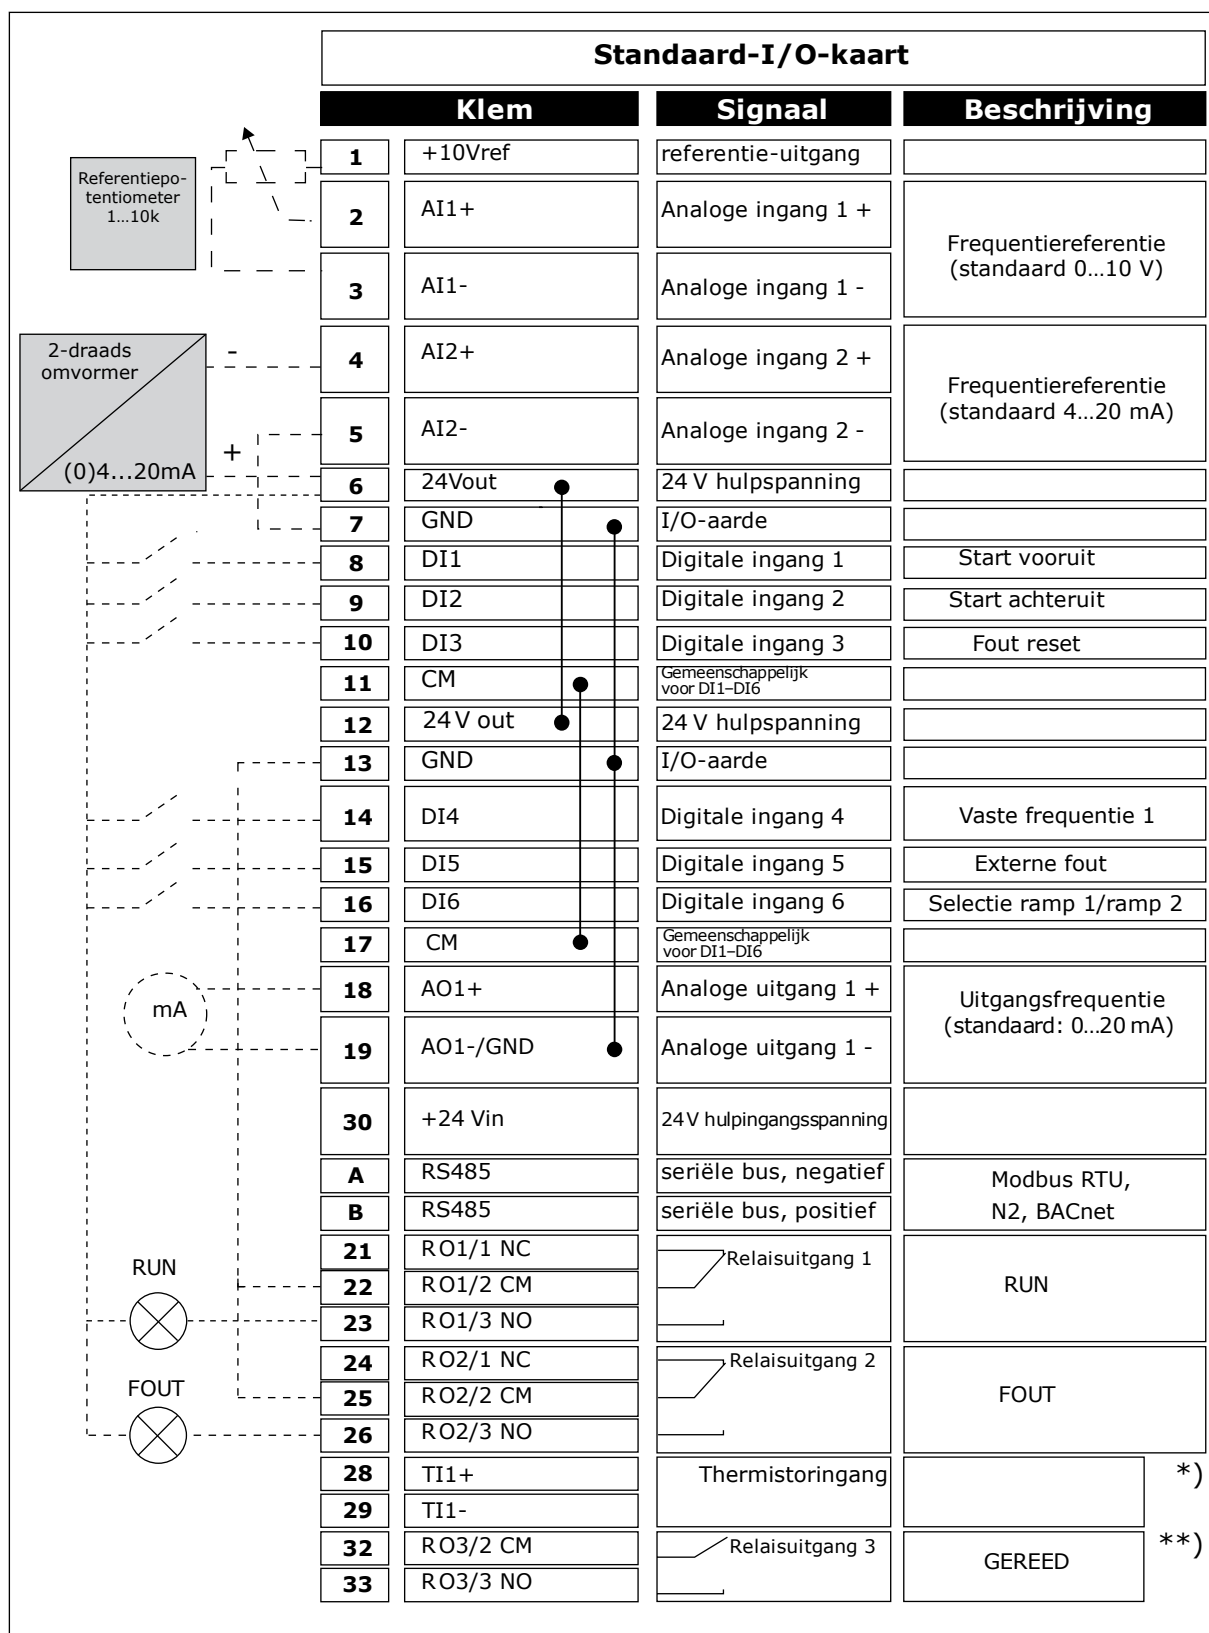 Standaard-I/O-kaart
Klem Signaal Beschrijving
Referentiepo-
tentiometer
1...10k
1 +10Vref referentie-uitgang
2 AI1+ Analoge ingang 1 +
3 AI1- Analoge ingang 1 -
Frequentiereferentie
(standaard 0...10 V)
2-draads
omvormer
(0)4...20mA
-
+
4 AI2+ Analoge ingang 2 +
5 AI2- Analoge ingang 2 -
Frequentiereferentie
(standaard 4...20 mA)
6 24Vout 24 V hulpspanning
7 GND I/O-aarde
8 DI1 Digitale ingang 1 Start vooruit
9 DI2 Digitale ingang 2 Start achteruit
10 DI3 Digitale ingang 3 Fout reset
11 CM Gemeenschappelijk
voor DI1–DI6
12 24 V out 24 V hulpspanning
13 GND I/O-aarde
14 DI4 Digitale ingang 4 Vaste frequentie 1
15 DI5 Digitale ingang 5 Externe fout
16 DI6 Digitale ingang 6 Selectie ramp 1/ramp 2
17 CM Gemeenschappelijk
voor DI1–DI6
mA
18 AO1+ Analoge uitgang 1 +
19 AO1-/GND Analoge uitgang 1 -
Uitgangsfrequentie
(standaard: 0...20 mA)
30 +24 Vin 24 V hulpingangsspanning
A RS485 seriële bus, negatief
B RS485 seriële bus, positief
Modbus RTU,
N2, BACnet
RUN
21 RO1/1 NC
22 RO1/2 CM
23 RO1/3 NO
Relaisuitgang 1
RUN
FOUT
24 RO2/1 NC
25 RO2/2 CM
26 RO2/3 NO
Relaisuitgang 2
FOUT
28 TI1+ Thermistoringang *)
29 TI1-
32 RO3/2 CM
33 RO3/3 NO
Relaisuitgang 3
GEREED
**)